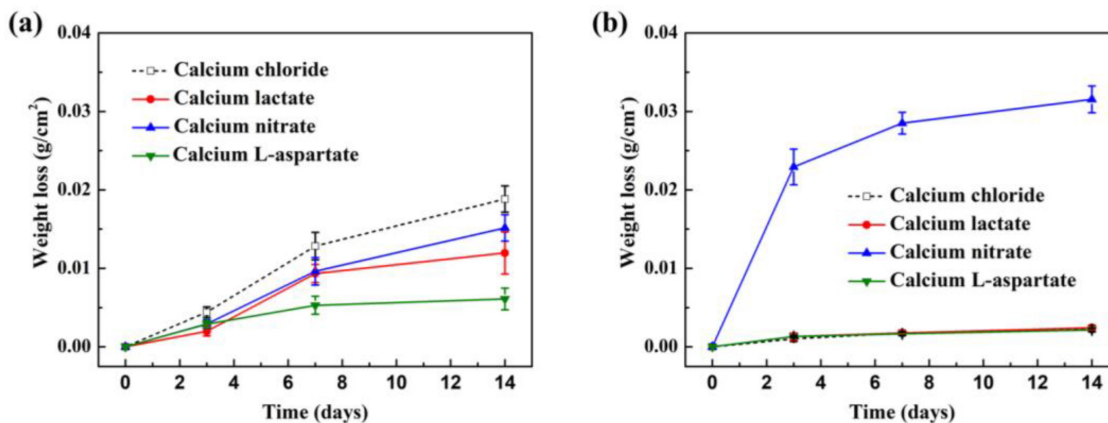 (a)
0.04
0.03
0.02
0.01
0.00
Weight loss (g/cm²)
Calcium chloride
Calcium lactate
Calcium nitrate
Calcium L-aspartate
0 2 4 6 8 10 12 14
Time (days)
(b)
0.04
0.03
0.02
0.01
0.00
Weight loss (g/cm⁻)
Calcium chloride
Calcium lactate
Calcium nitrate
Calcium L-aspartate
0 2 4 6 8 10 12 14
Time (days)